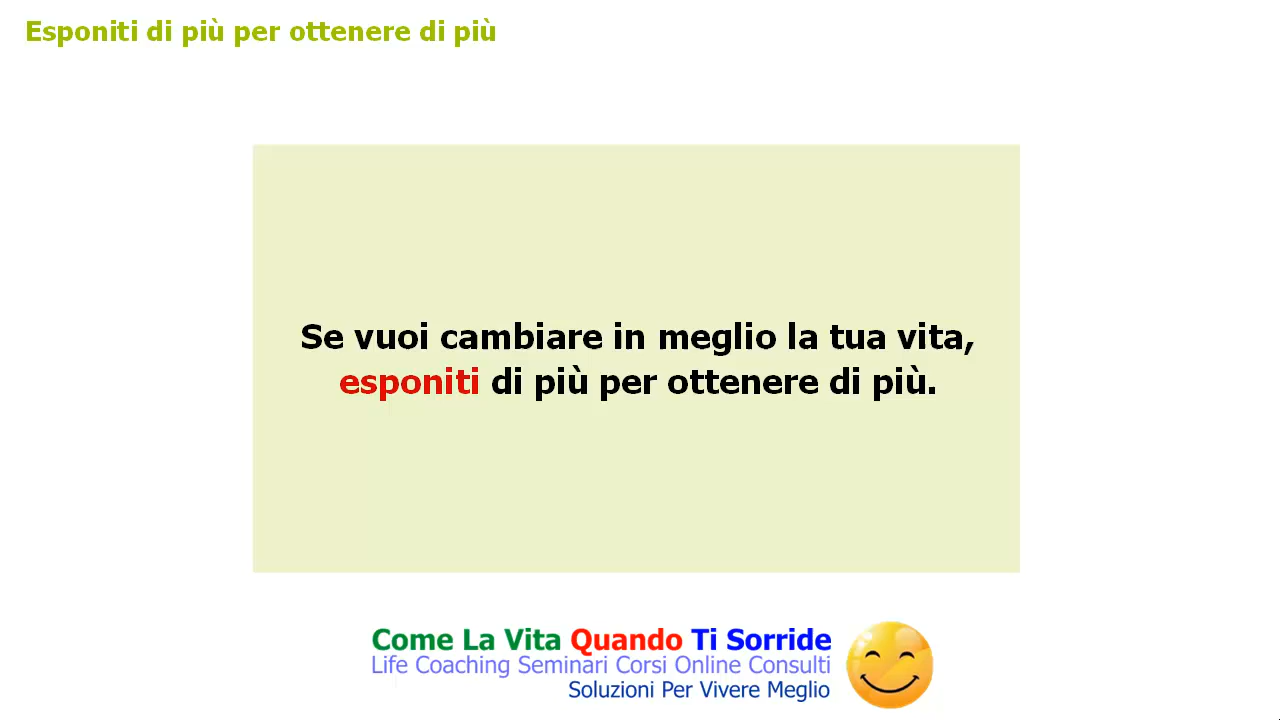 Esponiti di più per ottenere di più
Se vuoi cambiare in meglio la tua vita,
esponiti di più per ottenere di più.
Come La Vita Quando Ti Sorride
Life Coaching Seminari Corsi Online Consulti
Soluzioni Per Vivere Meglio